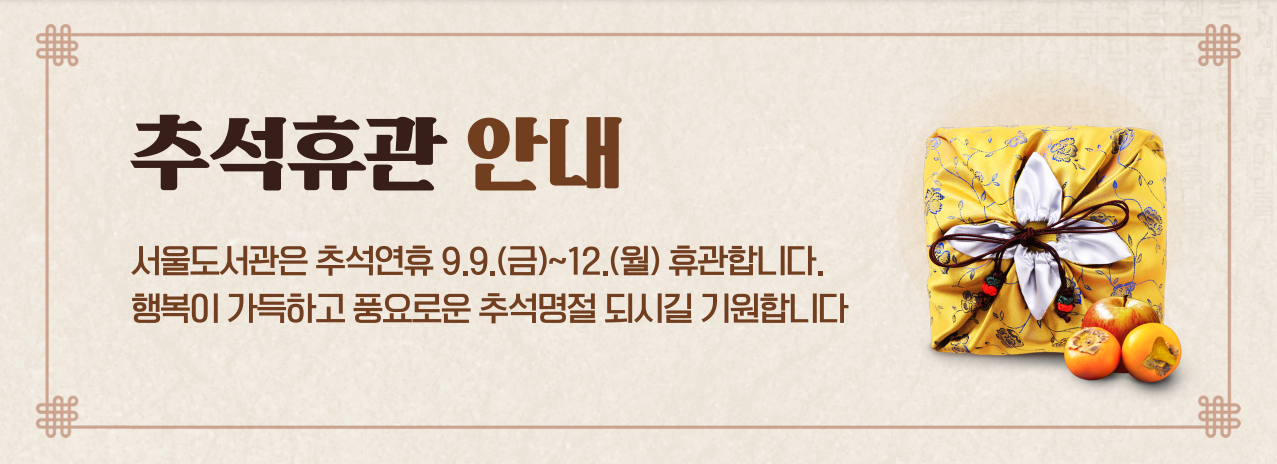 추석휴관 안내
서울도서관은 추석연휴 9.9.(금)~12.(월) 휴관합니다.
행복이 가득하고 풍요로운 추석명절 되시길 기원합니다